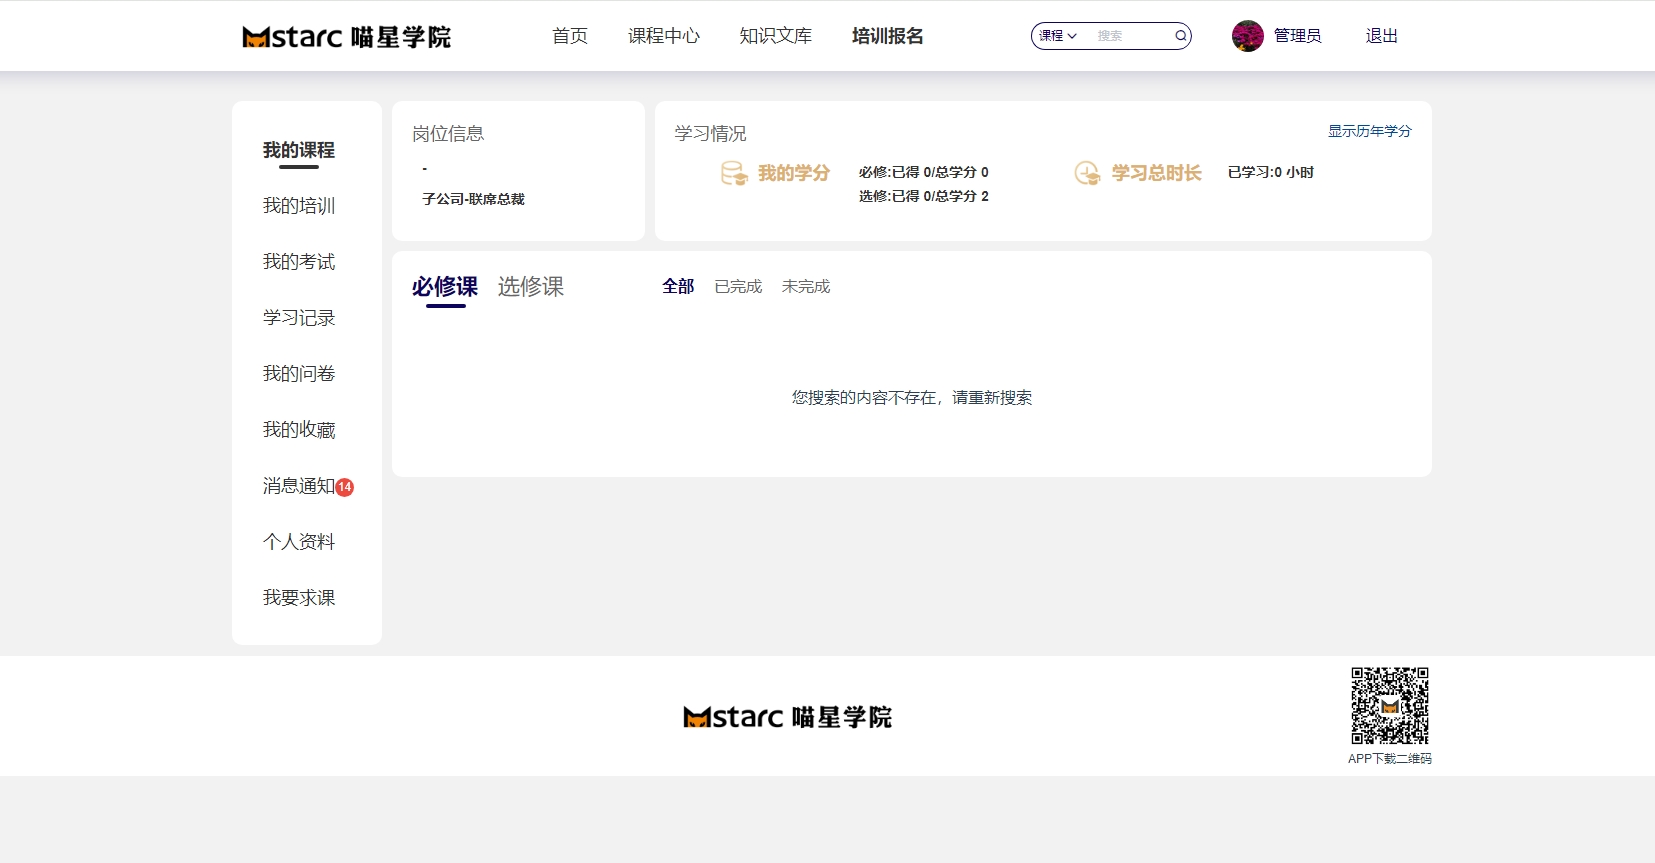 Mstarc 喵星学院
首页 课程中心 知识文库 培训报名
课程 搜索
管理员 退出
我的课程
我的培训
我的考试
学习记录
我的问卷
我的收藏
消息通知 14
个人资料
我要求课
岗位信息
-
子公司-联席总裁
学习情况 显示历年学分
我的学分 必修:已得 0/总学分 0
选修:已得 0/总学分 2
学习总时长 已学习:0 小时
必修课 选修课 全部 已完成 未完成
您搜索的内容不存在，请重新搜索
Mstarc 喵星学院
APP下载二维码